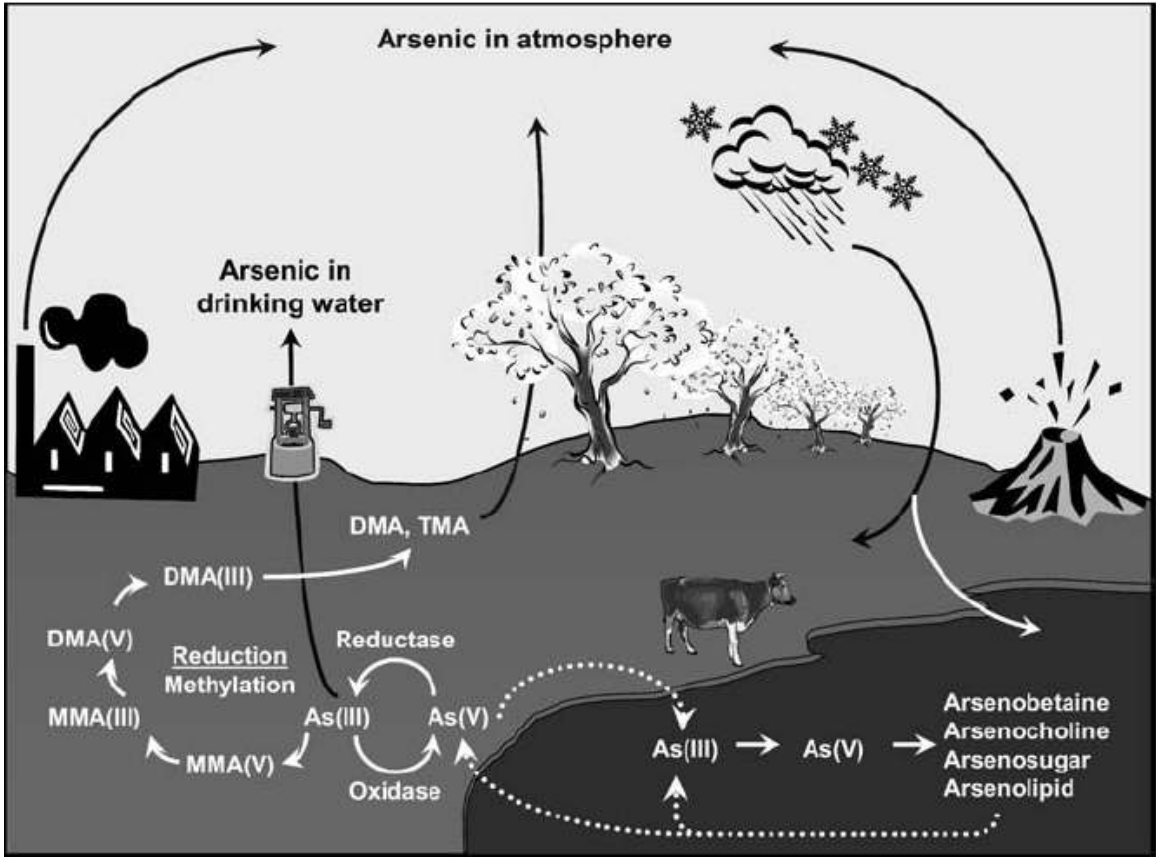 Arsenic in atmosphere
Arsenic in
drinking water
DMA, TMA
DMA(III)
DMA(V)
Reduction
Methylation
Reductase
MMA(III)
As(III)
As(V)
MMA(V)
Oxidase
As(III)
As(V)
Arsenobetaine
Arsenocholine
Arsenosugar
Arsenolipid